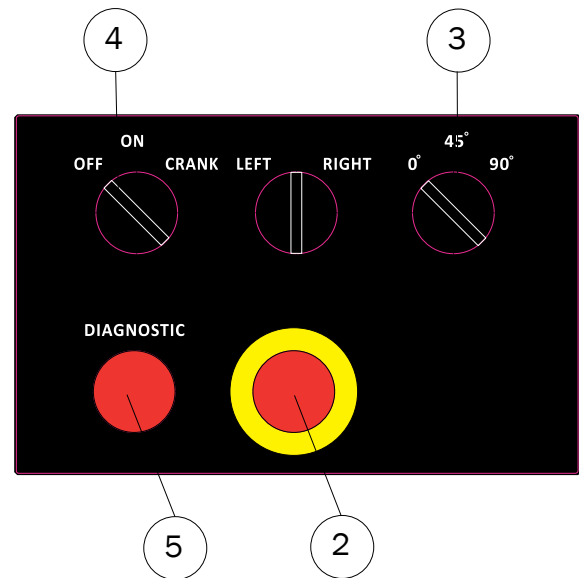 4 3
ON 45°
OFF CRANK LEFT RIGHT 0° 90°
DIAGNOSTIC
5 2